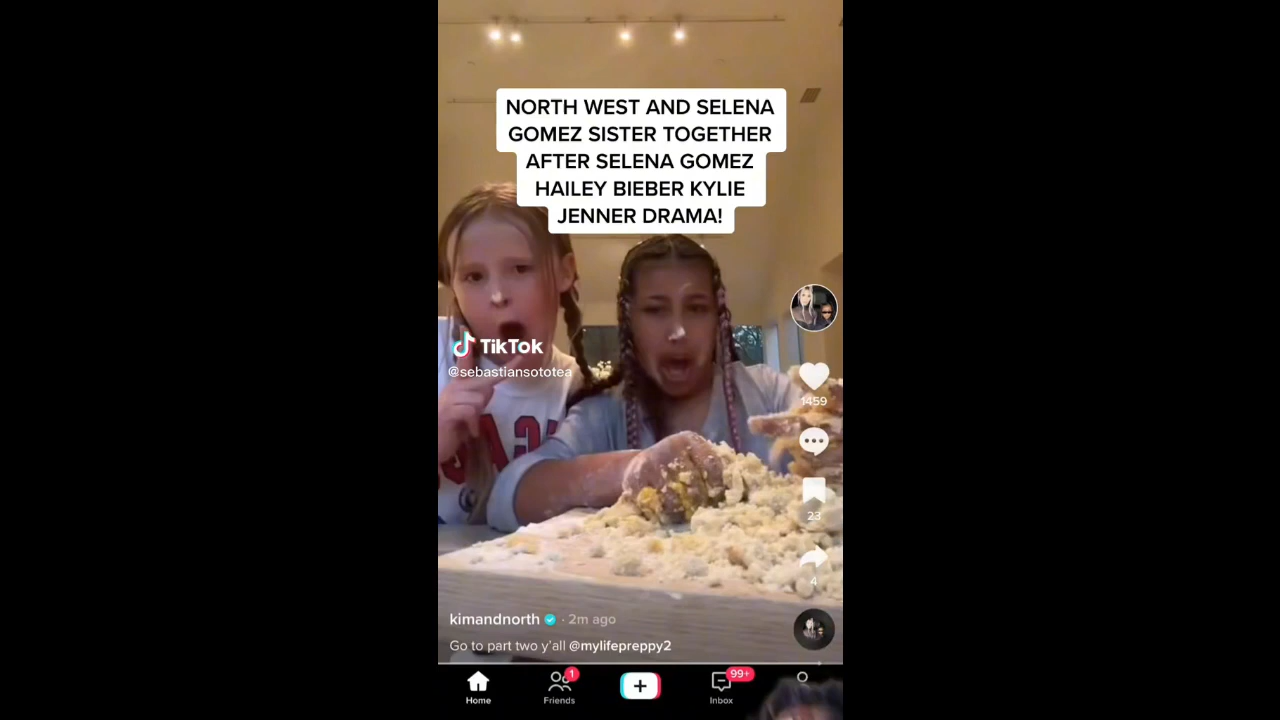 NORTH WEST AND SELENA
GOMEZ SISTER TOGETHER
AFTER SELENA GOMEZ
HAILEY BIEBER KYLIE
JENNER DRAMA!
TikTok
@sebastiansototea
1459
23
4
kimandnorth · 2m ago
Go to part two y'all @mylifepreppy2
1
99+
Home
Friends
Inbox